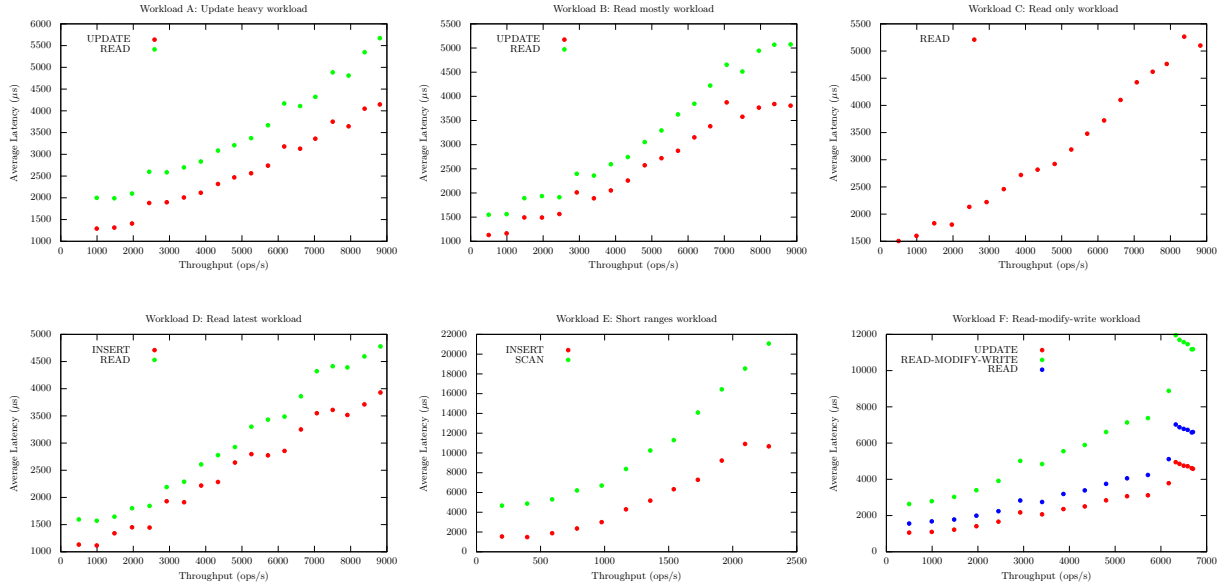 Workload A: Update heavy workload
6000
5500
5000
4500
4000
3500
3000
2500
2000
1500
1000
Average Latency (μs)
UPDATE
READ
0 1000 2000 3000 4000 5000 6000 7000 8000 9000
Throughput (ops/s)
Workload B: Read mostly workload
5500
5000
4500
4000
3500
3000
2500
2000
1500
1000
Average Latency (μs)
UPDATE
READ
0 1000 2000 3000 4000 5000 6000 7000 8000 9000
Throughput (ops/s)
Workload C: Read only workload
5500
5000
4500
4000
3500
3000
2500
2000
1500
Average Latency (μs)
READ
0 1000 2000 3000 4000 5000 6000 7000 8000 9000
Throughput (ops/s)
Workload D: Read latest workload
5000
4500
4000
3500
3000
2500
2000
1500
1000
Average Latency (μs)
INSERT
READ
0 1000 2000 3000 4000 5000 6000 7000 8000 9000
Throughput (ops/s)
Workload E: Short ranges workload
22000
20000
18000
16000
14000
12000
10000
8000
6000
4000
2000
0
Average Latency (μs)
INSERT
SCAN
0 500 1000 1500 2000 2500
Throughput (ops/s)
Workload F: Read-modify-write workload
12000
10000
8000
6000
4000
2000
0
Average Latency (μs)
UPDATE
READ-MODIFY-WRITE
READ
0 1000 2000 3000 4000 5000 6000 7000
Throughput (ops/s)